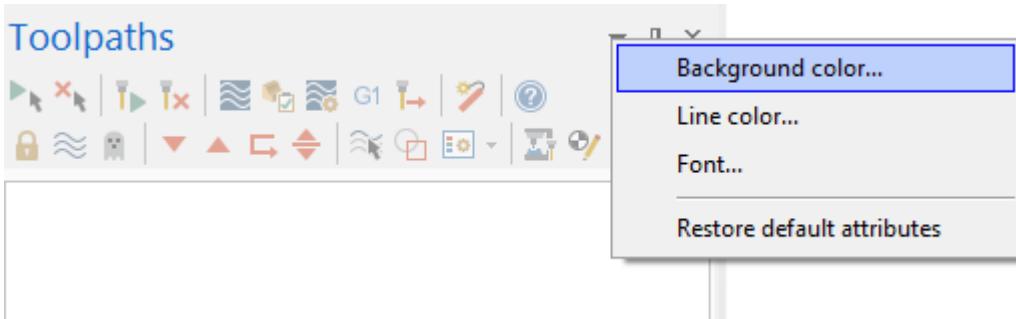 Toolpaths
G1
Background color...
Line color...
Font...
Restore default attributes